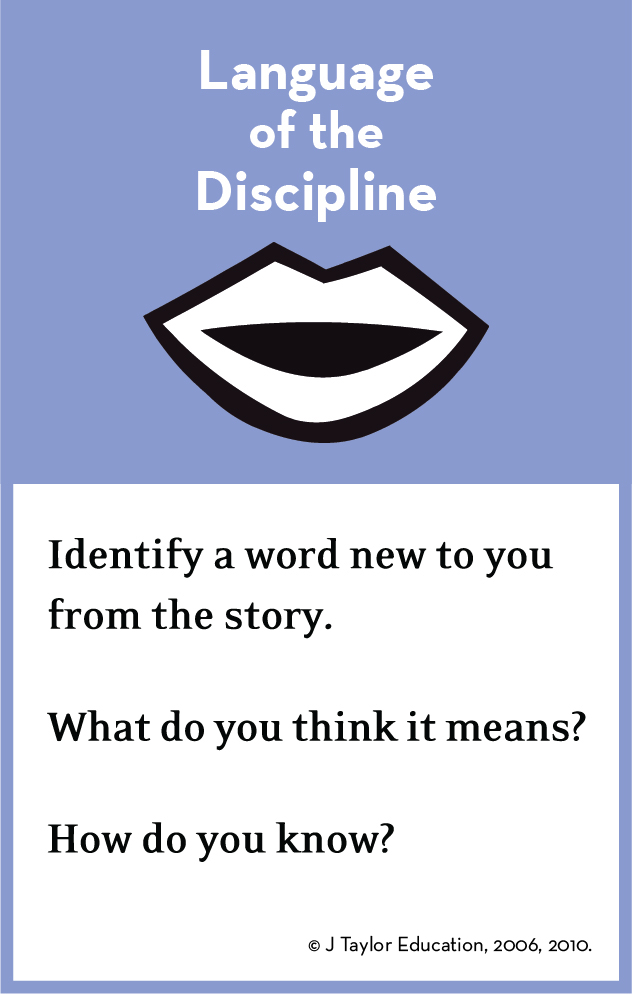 Language
of the
Discipline
Identify a word new to you
from the story.
What do you think it means?
How do you know?
© J Taylor Education, 2006, 2010.